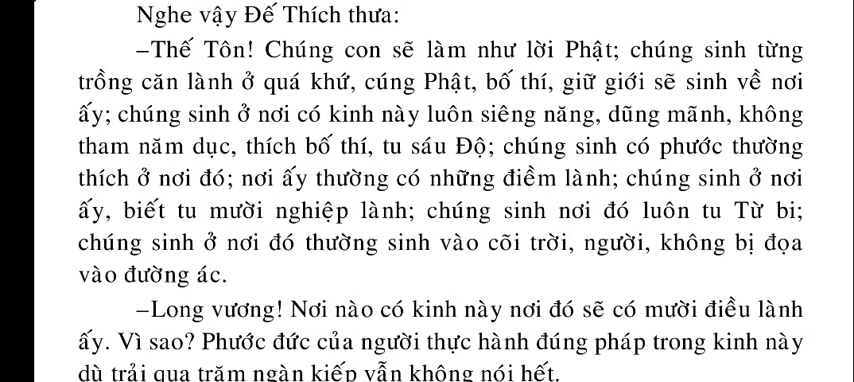 Nghe vậy Đế Thích thưa:
–Thế Tôn! Chúng con sẽ làm như lời Phật; chúng sinh từng
trồng căn lành ở quá khứ, cúng Phật, bố thí, giữ giới sẽ sinh về nơi
ấy; chúng sinh ở nơi có kinh này luôn siêng năng, dũng mãnh, không
tham năm dục, thích bố thí, tu sáu Độ; chúng sinh có phước thường
thích ở nơi đó; nơi ấy thường có những điềm lành; chúng sinh ở nơi
ấy, biết tu mười nghiệp lành; chúng sinh nơi đó luôn tu Từ bi;
chúng sinh ở nơi đó thường sinh vào cõi trời, người, không bị đọa
vào đường ác.
–Long vương! Nơi nào có kinh này nơi đó sẽ có mười điều lành
ấy. Vì sao? Phước đức của người thực hành đúng pháp trong kinh này
dù trải qua trăm ngàn kiếp vẫn không nói hết.